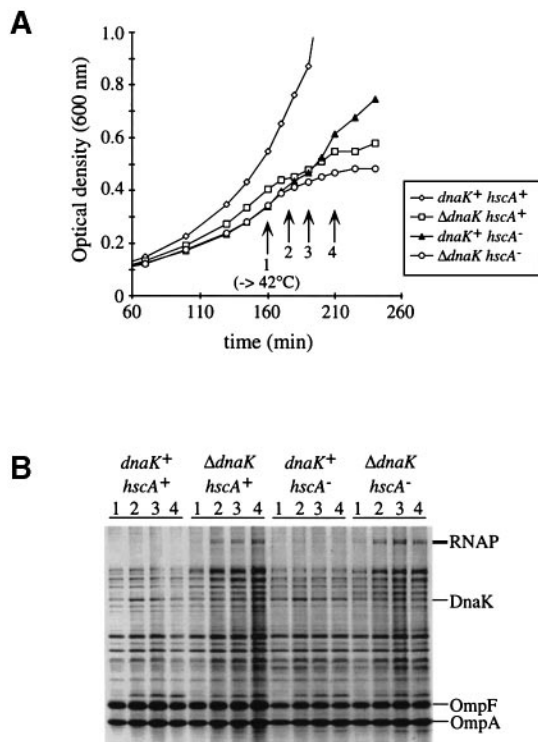 A
Optical density (600 nm)
1.0
0.8
0.6
0.4
0.2
0
60
110
160
210
260
1
2
3
4
(-> 42°C)
time (min)
dnaK+ hscA+
ΔdnaK hscA+
dnaK+ hscA-
ΔdnaK hscA-
B
dnaK+ ΔdnaK dnaK+ ΔdnaK
hscA+ hscA+ hscA- hscA-
1 2 3 4 1 2 3 4 1 2 3 4 1 2 3 4
RNAP
DnaK
OmpF
OmpA